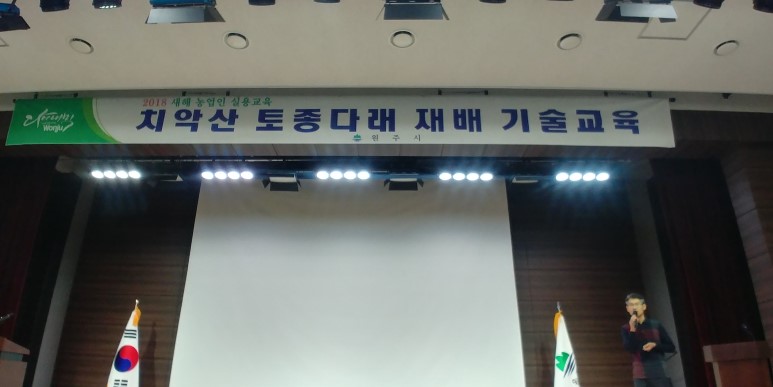 2018 새해 농업인 실용교육
치악산 토종다래 재배 기술교육
Wonju
원주시